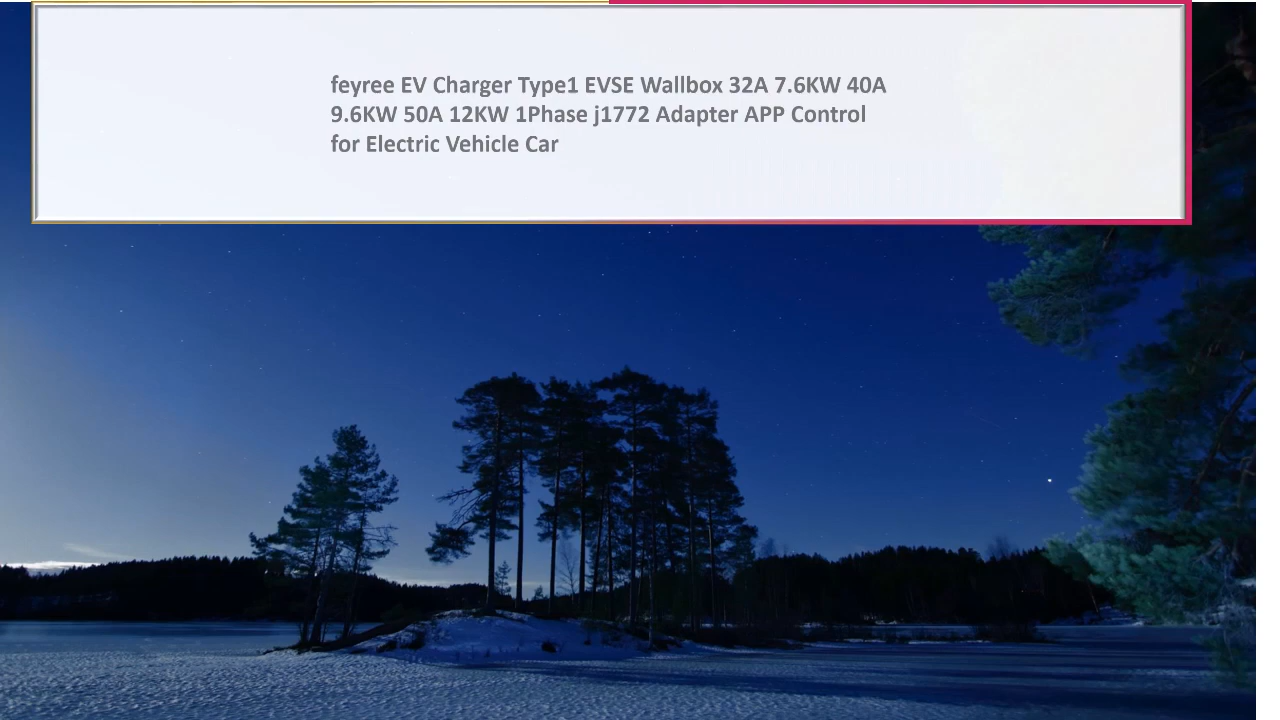 feyree EV Charger Type1 EVSE Wallbox 32A 7.6KW 40A
9.6KW 50A 12KW 1Phase j1772 Adapter APP Control
for Electric Vehicle Car